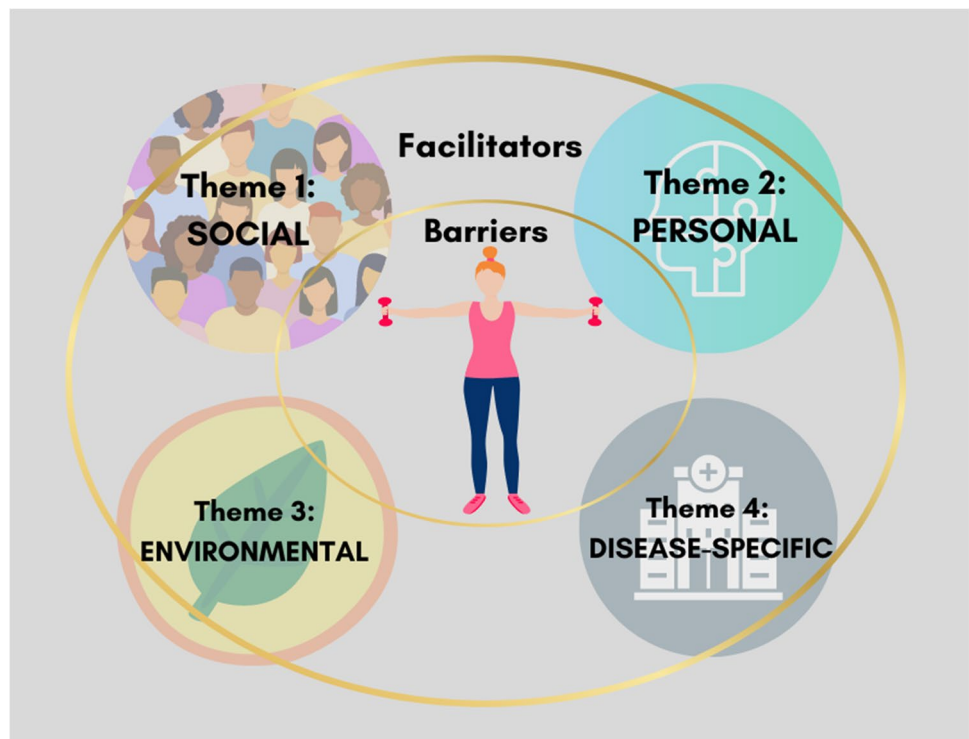 Facilitators
Barriers
Theme 1:
SOCIAL
Theme 2:
PERSONAL
Theme 3:
ENVIRONMENTAL
Theme 4:
DISEASE-SPECIFIC